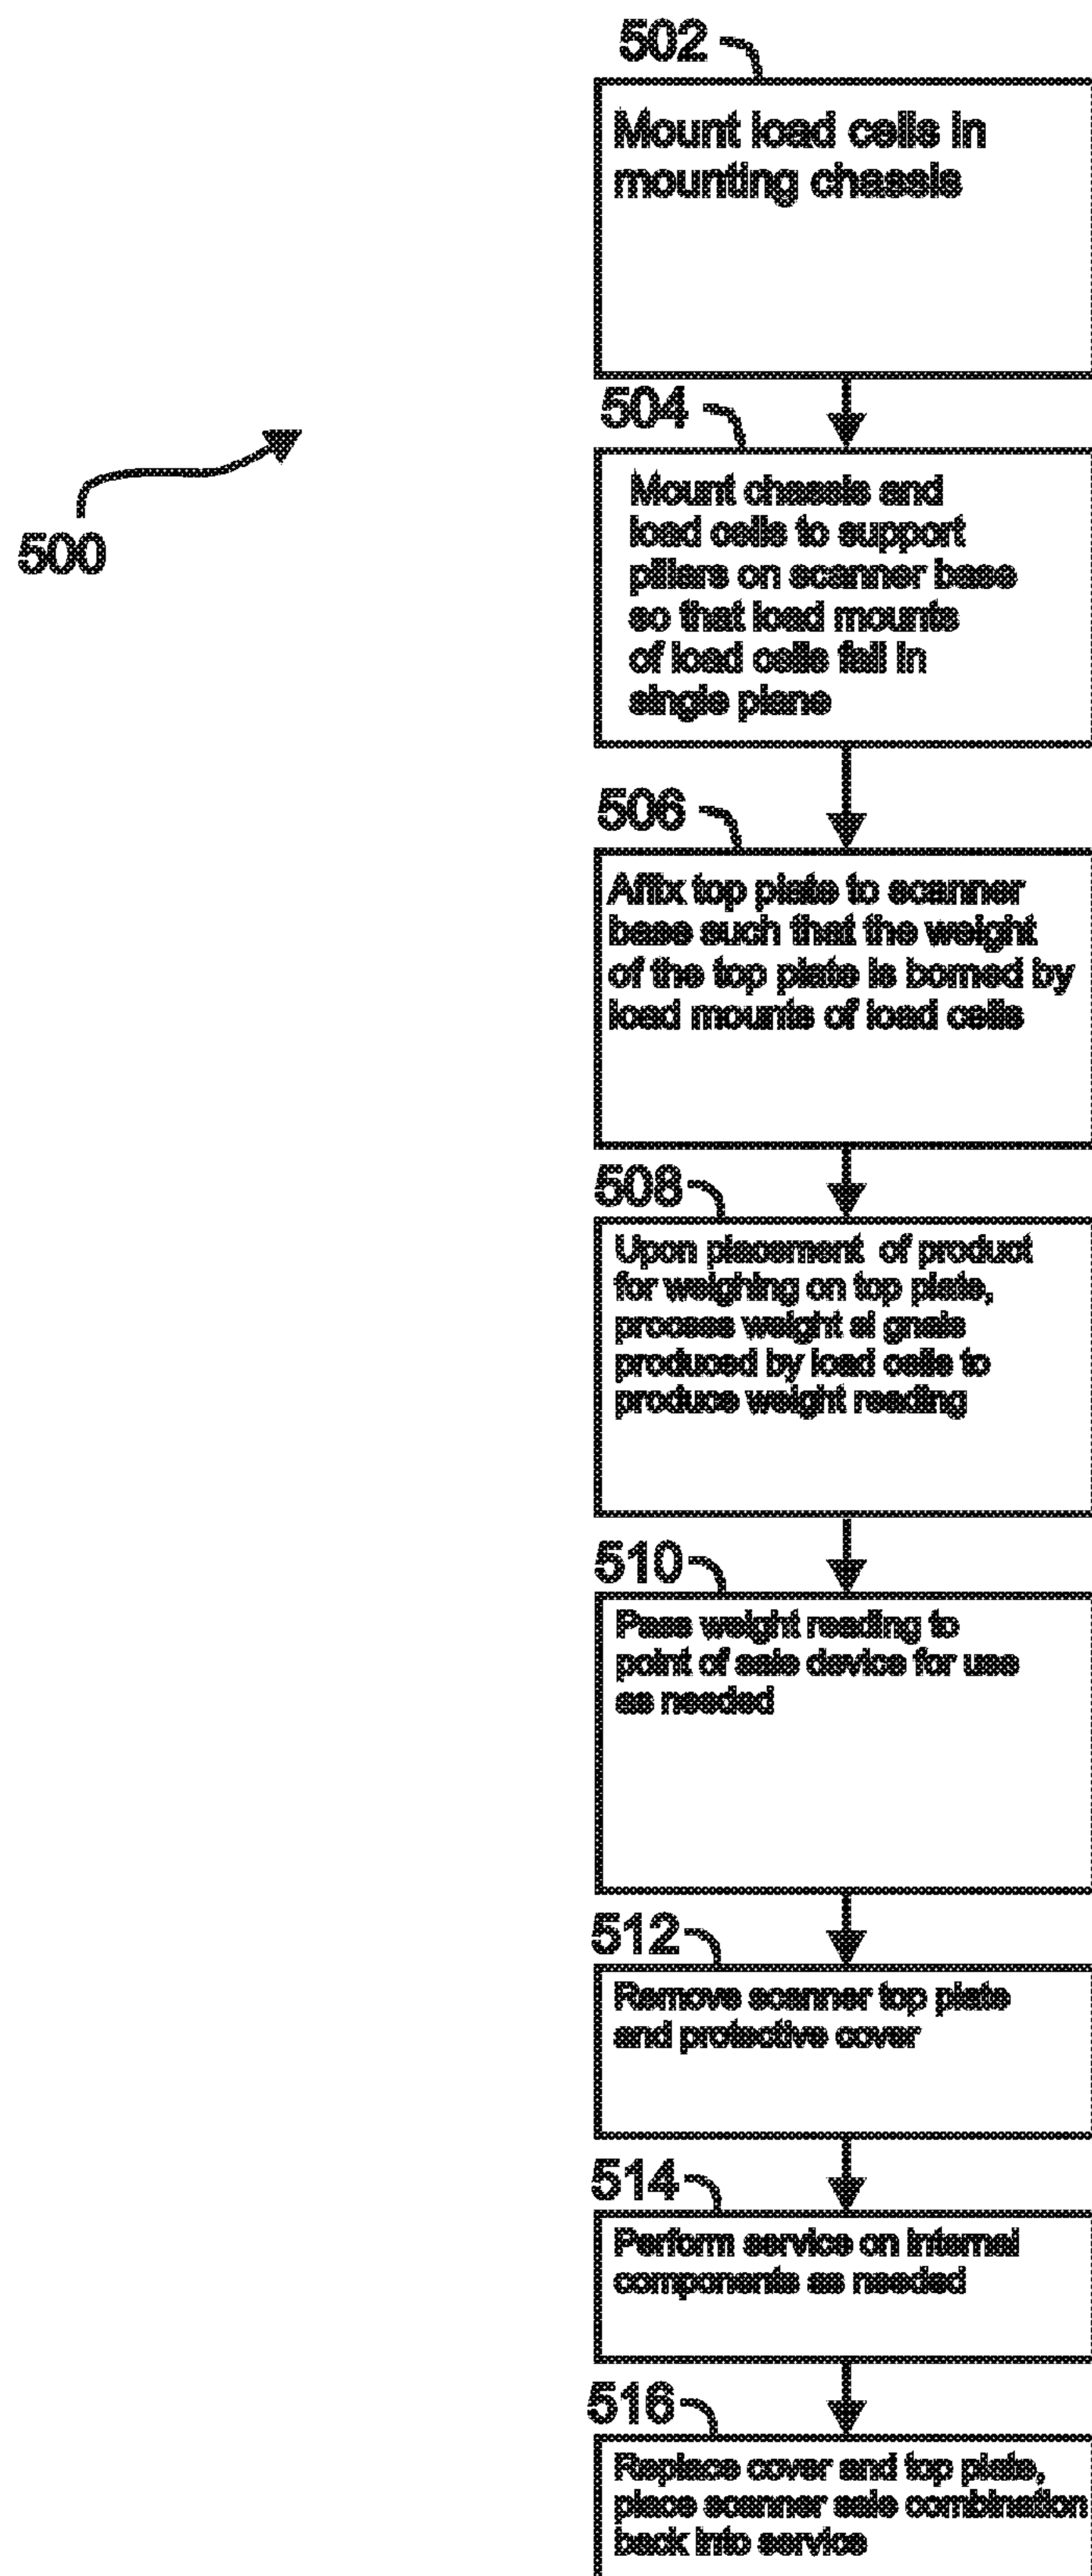 502
Mount load cells in
mounting chassis
504
Mount chassis and
load cells to support
pillars on scanner base
so that load mounts
of load cells fall in
single plane
500
506
Affix top plate to scanner
base such that the weight
of the top plate is borned by
load mounts of load cells
508
Upon placement of product
for weighing on top plate,
process weight si gnals
produced by load cells to
produce weight reading
510
Pass weight reading to
point of sale device for use
as needed
512
Remove scanner top plate
and protective cover
514
Perform service on internal
components as needed
516
Replace cover and top plate,
place scanner sale combination
back into service